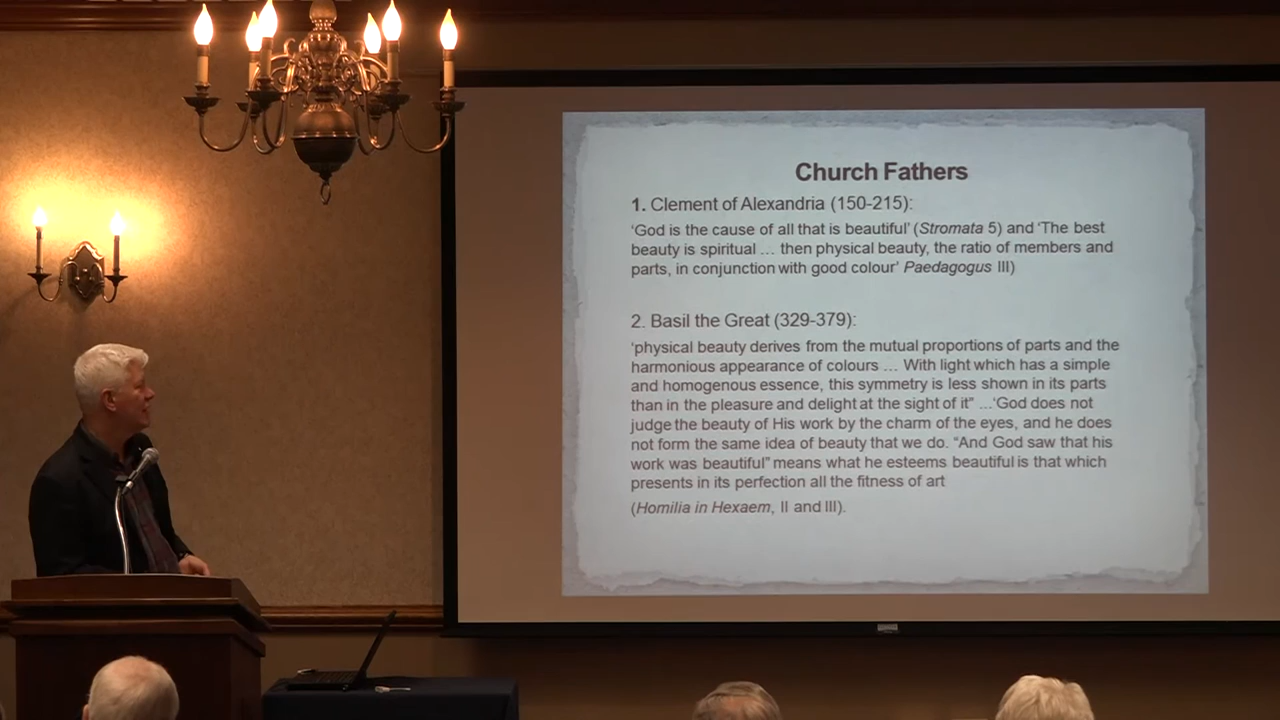 Church Fathers
1. Clement of Alexandria (150-215):
‘God is the cause of all that is beautiful’ (Stromata 5) and ‘The best
beauty is spiritual … then physical beauty, the ratio of members and
parts, in conjunction with good colour’ Paedagogus III)
2. Basil the Great (329-379):
‘physical beauty derives from the mutual proportions of parts and the
harmonious appearance of colours … With light which has a simple
and homogenous essence, this symmetry is less shown in its parts
than in the pleasure and delight at the sight of it” …‘God does not
judge the beauty of His work by the charm of the eyes, and he does
not form the same idea of beauty that we do. “And God saw that his
work was beautiful” means what he esteems beautiful is that which
presents in its perfection all the fitness of art
(Homilia in Hexaem, II and III).